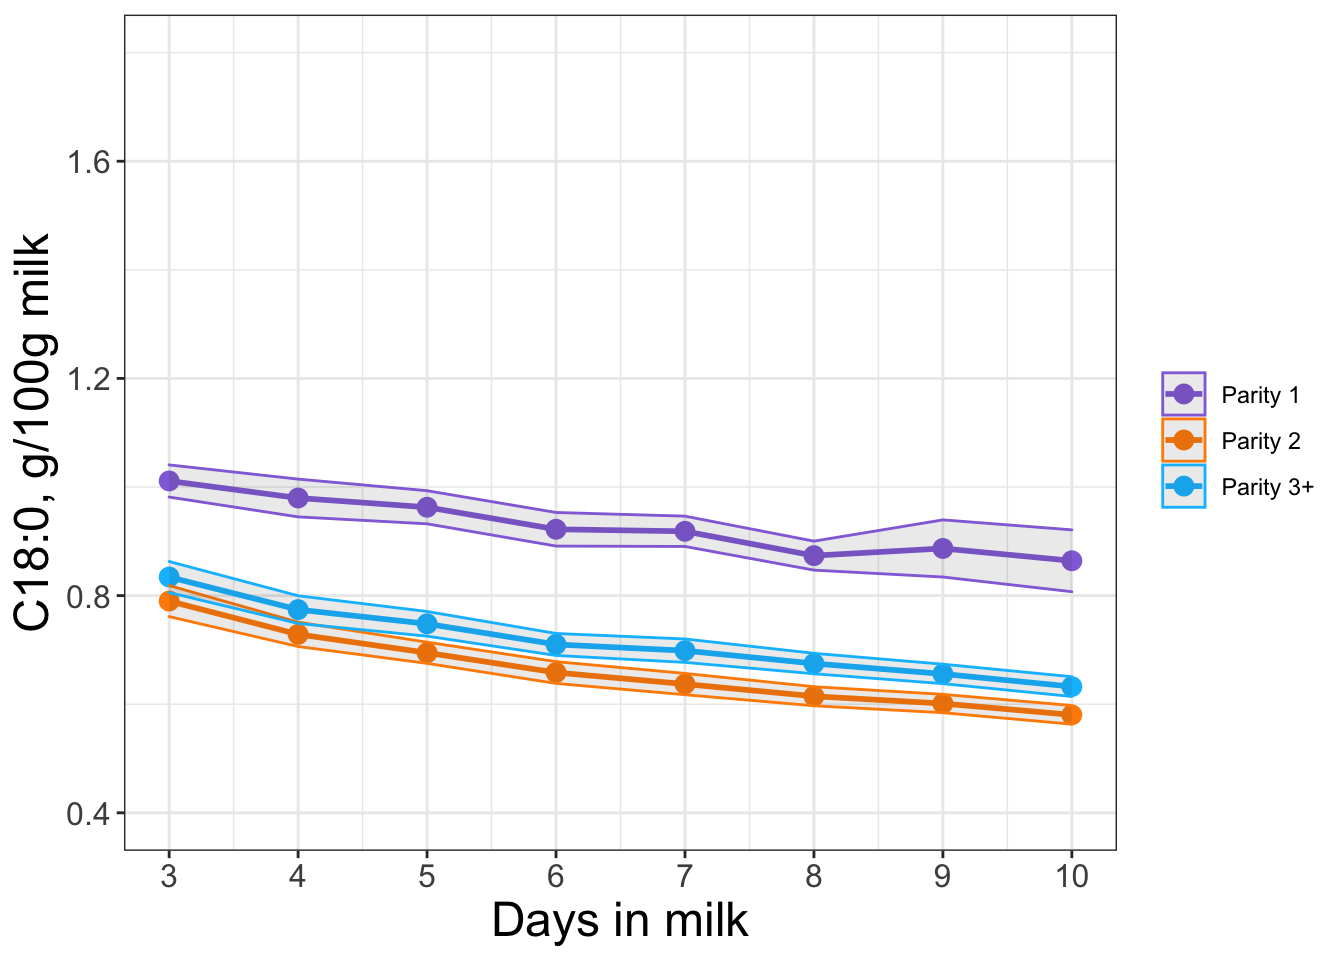 C18:0, g/100g milk
1.6
1.2
0.8
0.4
3 4 5 6 7 8 9 10
Days in milk
Parity 1
Parity 2
Parity 3+